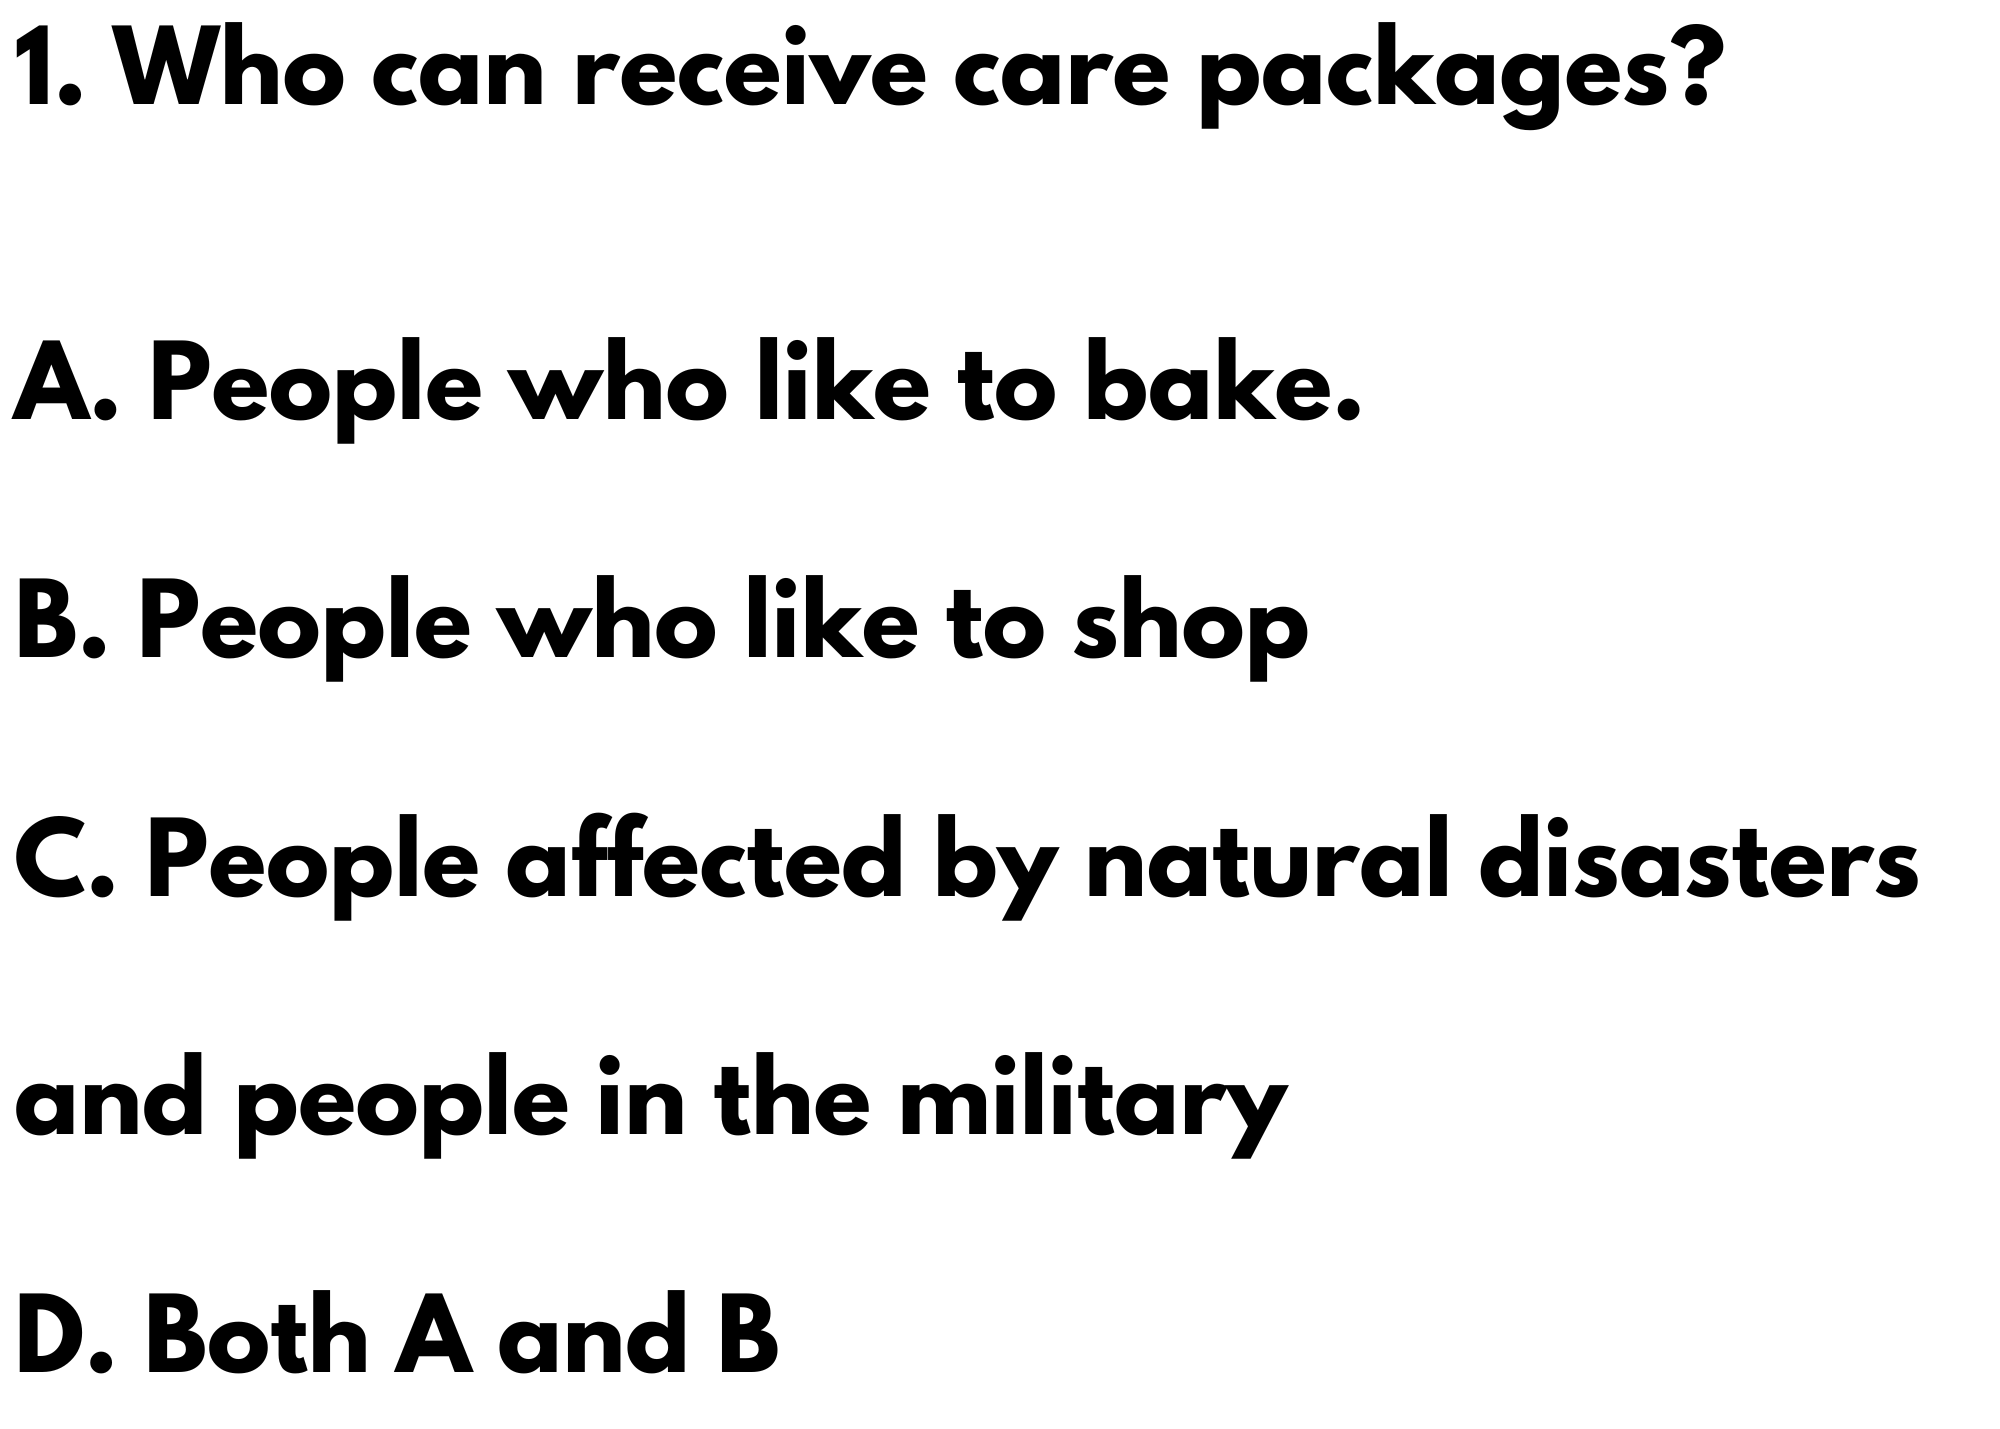 1. Who can receive care packages?
A. People who like to bake.
B. People who like to shop
C. People affected by natural disasters
and people in the military
D. Both A and B